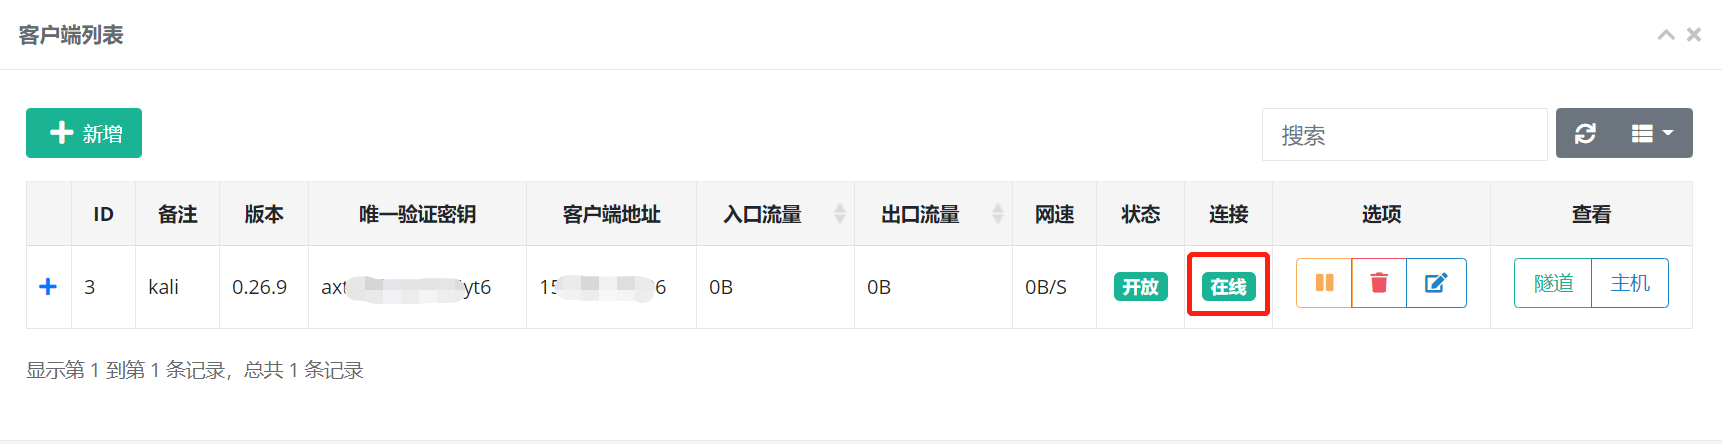 客户端列表
新增
搜索
ID 备注 版本 唯一验证密钥 客户端地址 入口流量 出口流量 网速 状态 连接 选项 查看
3 kali 0.26.9 axt yt6 15 6 0B 0B 0B/S 开放 在线 隧道 主机
显示第 1 到第 1 条记录，总共 1 条记录